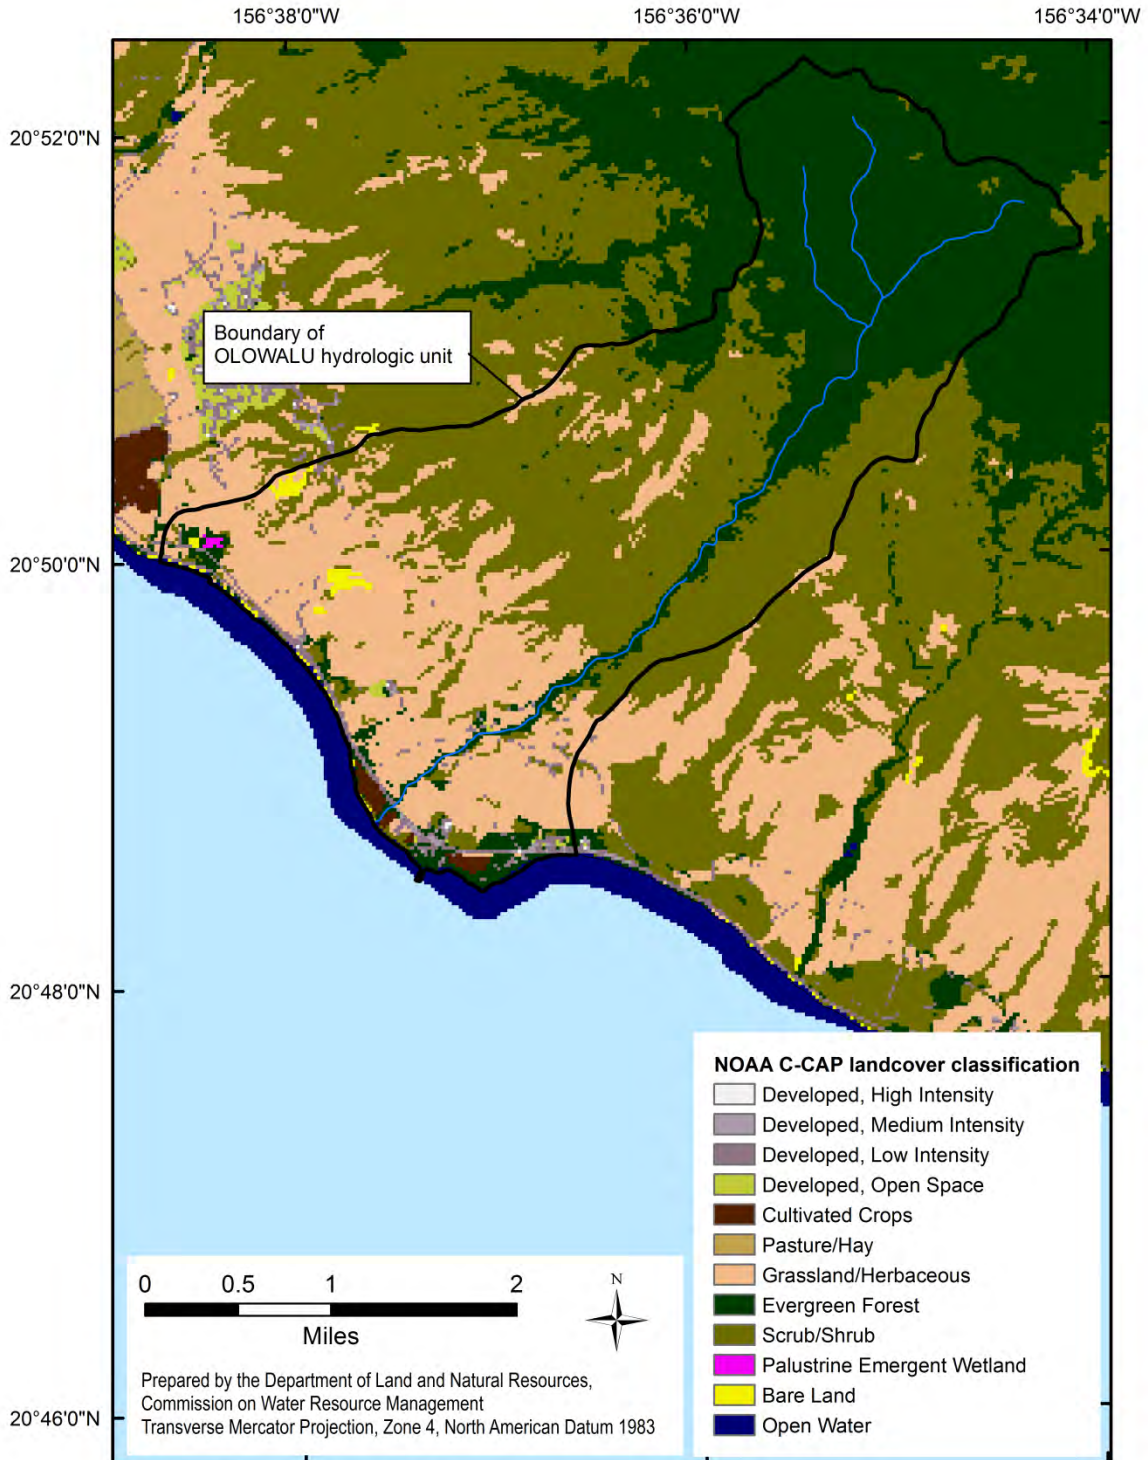 156°38'0"W
156°36'0"W
156°34'0"W
20°52'0"N
Boundary of
OLOWALU hydrologic unit
20°50'0"N
20°48'0"N
NOAA C-CAP landcover classification
Developed, High Intensity
Developed, Medium Intensity
Developed, Low Intensity
Developed, Open Space
Cultivated Crops
Pasture/Hay
Grassland/Herbaceous
Evergreen Forest
Scrub/Shrub
Palustrine Emergent Wetland
Bare Land
Open Water
0 0.5 1 2
Miles
N
Prepared by the Department of Land and Natural Resources,
Commission on Water Resource Management
Transverse Mercator Projection, Zone 4, North American Datum 1983
20°46'0"N